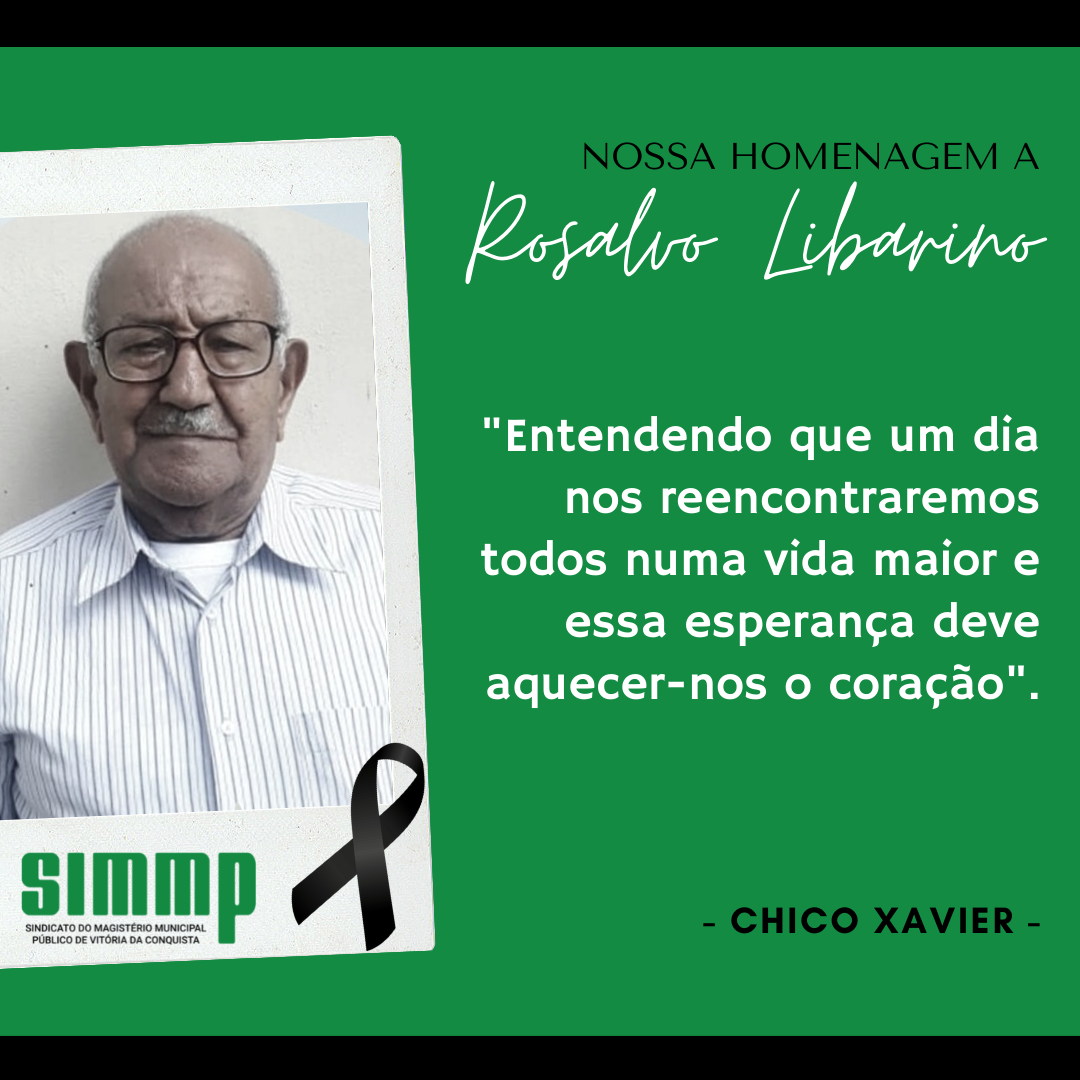 NOSSA HOMENAGEM A
Rosalvo Libarino
"Entendendo que um dia
nos reencontraremos
todos numa vida maior e
essa esperança deve
aquecer-nos o coração".
- CHICO XAVIER -
simmp
SINDICATO DO MAGISTÉRIO MUNICIPAL
PÚBLICO DE VITÓRIA DA CONQUISTA